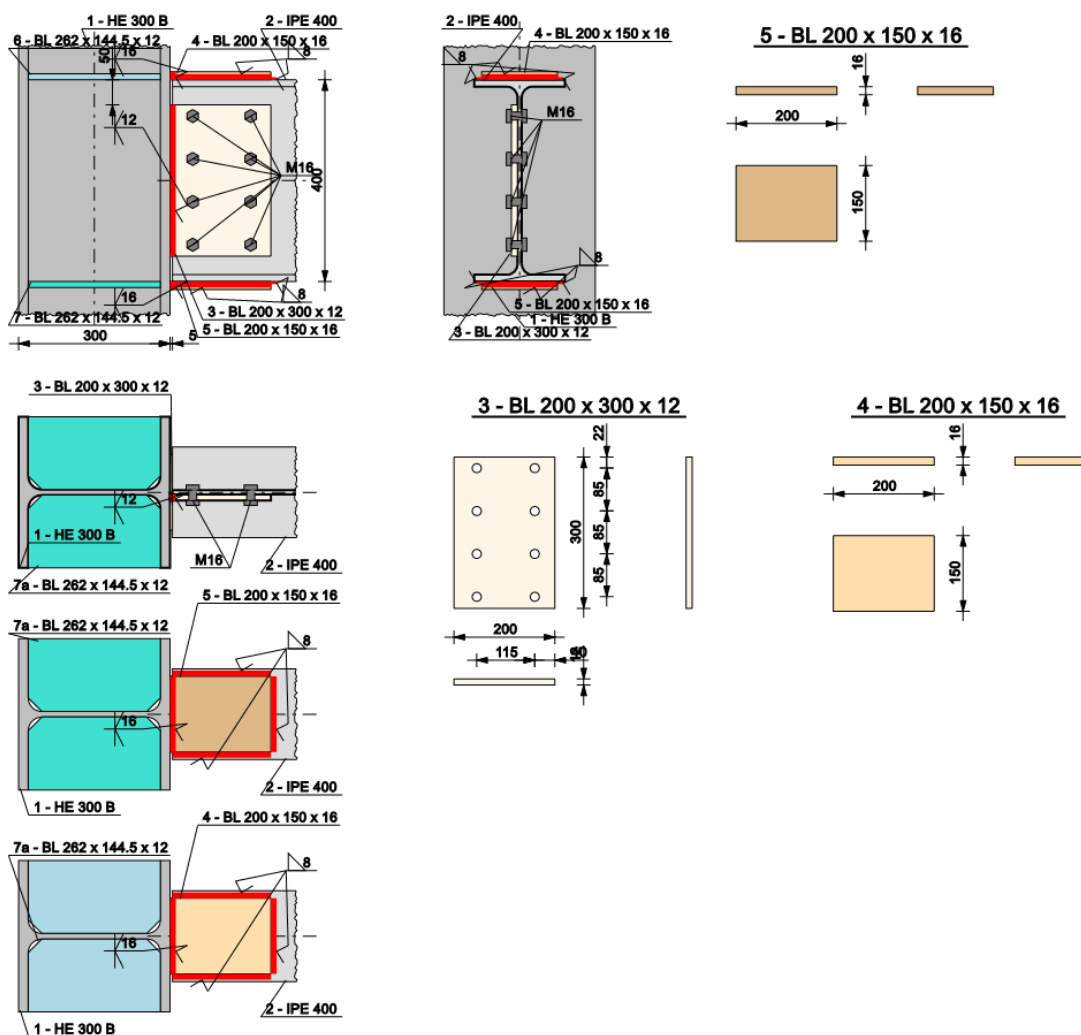 1 - HE 300 B
2 - IPE 400
6 - BL 262 x 144.5 x 12
4 - BL 200 x 150 x 16
50
16
8
12
M16
400
16
8
7 - BL 262 x 144.5 x 12
3 - BL 200 x 300 x 12
300
5
5 - BL 200 x 150 x 16
2 - IPE 400
4 - BL 200 x 150 x 16
8
M16
8
5 - BL 200 x 150 x 16
1 - HE 300 B
3 - BL 200 x 300 x 12
5 - BL 200 x 150 x 16
16
200
150
3 - BL 200 x 300 x 12
12
1 - HE 300 B
M16
2 - IPE 400
7a - BL 262 x 144.5 x 12
3 - BL 200 x 300 x 12
22
85
300
85
85
200
115
4 - BL 200 x 150 x 16
16
200
150
5 - BL 200 x 150 x 16
7a - BL 262 x 144.5 x 12
8
16
2 - IPE 400
1 - HE 300 B
4 - BL 200 x 150 x 16
7a - BL 262 x 144.5 x 12
8
16
2 - IPE 400
1 - HE 300 B